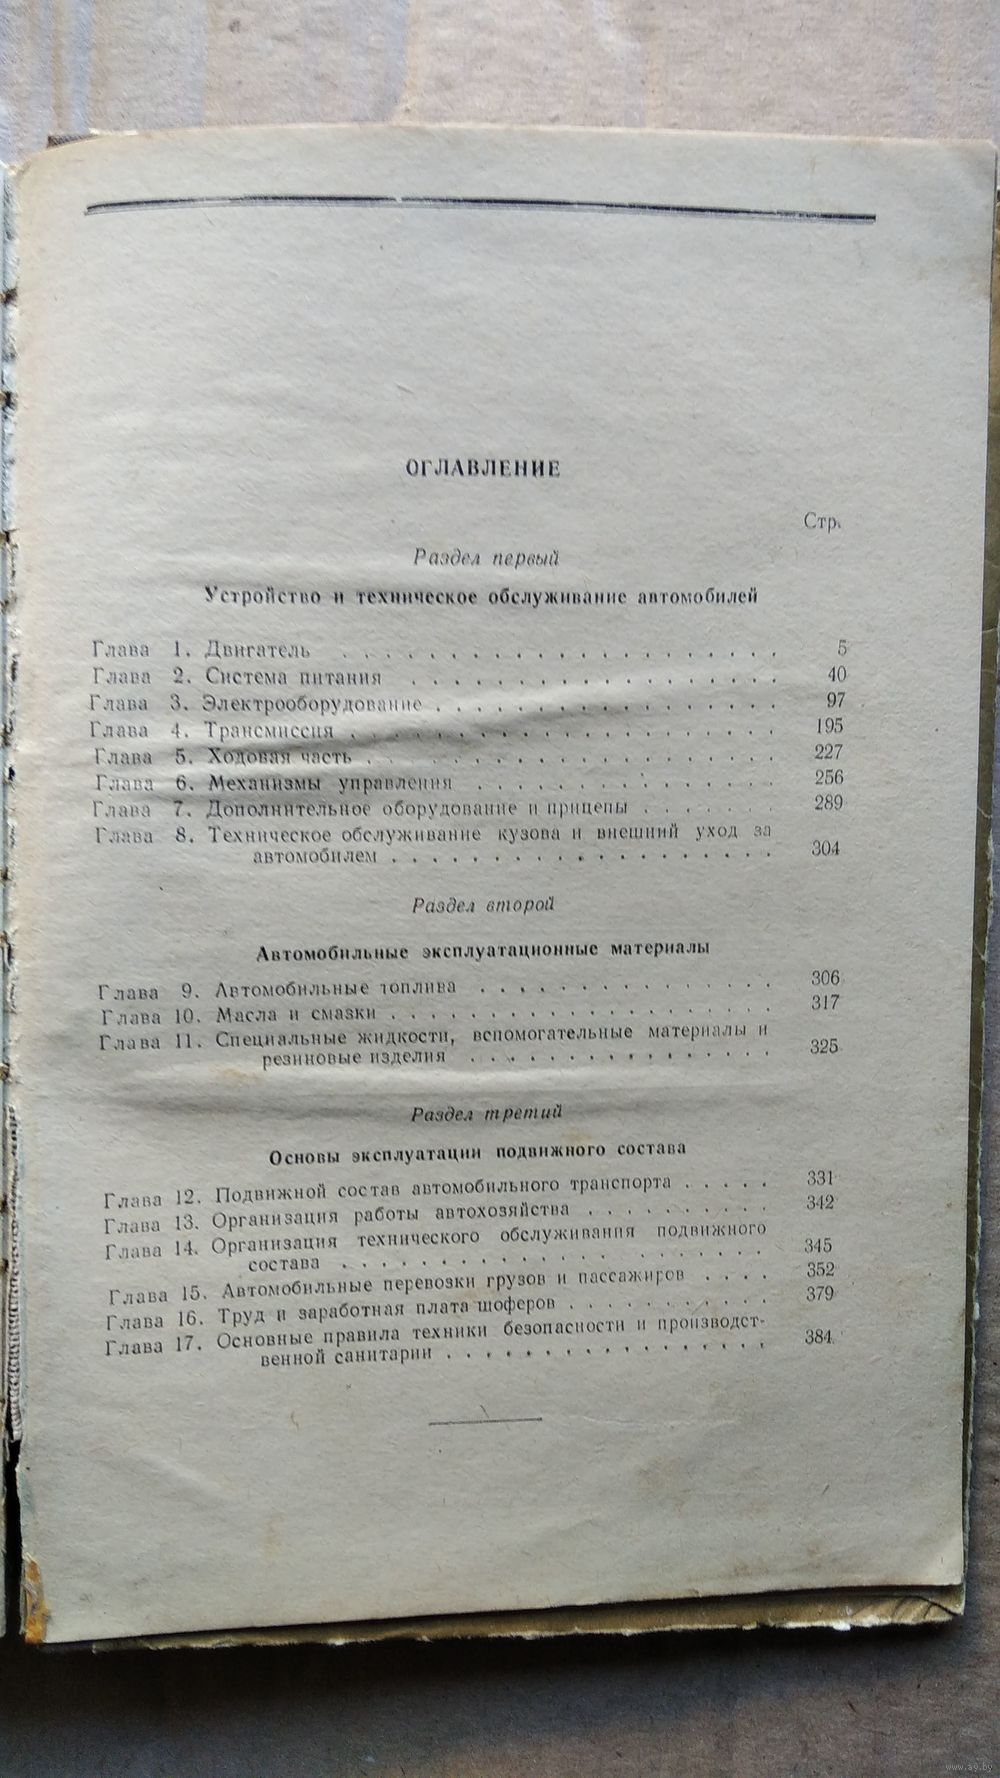 ОГЛАВЛЕНИЕ
Стр.
Раздел первый
Устройство и техническое обслуживание автомобилей
Глава 1. Двигатель . . . . . . . . . . . . . . . . . . . . 5
Глава 2. Система питания . . . . . . . . . . . . . . . . . 40
Глава 3. Электрооборудование . . . . . . . . . . . . . . . . 97
Глава 4. Трансмиссия . . . . . . . . . . . . . . . . . . . 195
Глава 5. Ходовая часть . . . . . . . . . . . . . . . . . . 227
Глава 6. Механизмы управления . . . . . . . . . . . . . . 256
Глава 7. Дополнительное оборудование и прицепы . . . . . . . 289
Глава 8. Техническое обслуживание кузова и внешний уход за
автомобилем . . . . . . . . . . . . . . . . . . 304
Раздел второй
Автомобильные эксплуатационные материалы
Глава 9. Автомобильные топлива . . . . . . . . . . . . . . 306
Глава 10. Масла и смазки . . . . . . . . . . . . . . . . . 317
Глава 11. Специальные жидкости, вспомогательные материалы и
резиновые изделия . . . . . . . . . . . . . . . 325
Раздел третий
Основы эксплуатации подвижного состава
Глава 12. Подвижной состав автомобильного транспорта . . . . . 331
Глава 13. Организация работы автохозяйства . . . . . . . . . 342
Глава 14. Организация технического обслуживания подвижного
состава . . . . . . . . . . . . . . . . . . . 345
Глава 15. Автомобильные перевозки грузов и пассажиров . . . . 352
Глава 16. Труд и заработная плата шоферов . . . . . . . . . . 379
Глава 17. Основные правила техники безопасности и производст-
венной санитарии . . . . . . . . . . . . . . . . 384
www.ay.by